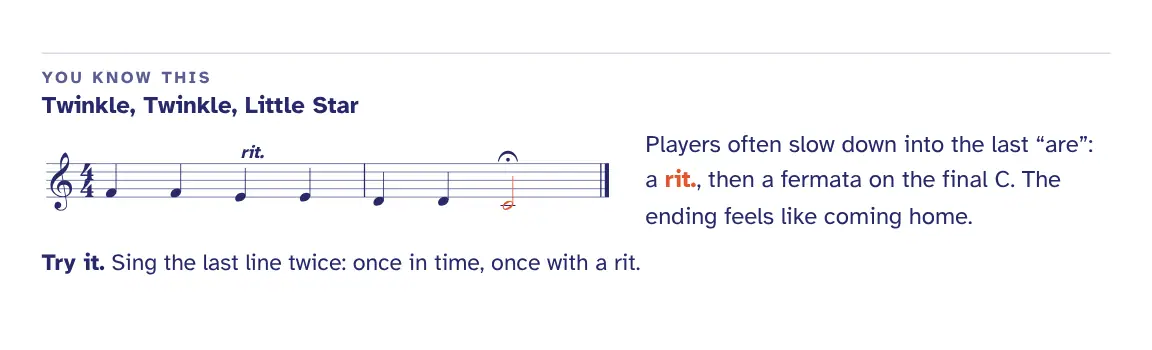 YOU KNOW THIS
Twinkle, Twinkle, Little Star
rit.
4
4
Players often slow down into the last “are”:
a rit., then a fermata on the final C. The
ending feels like coming home.
Try it. Sing the last line twice: once in time, once with a rit.